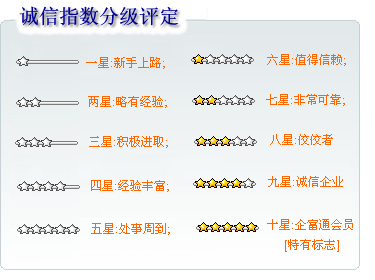 诚信指数分级评定
一星:新手上路;
六星:值得信赖;
两星:略有经验,
七星:非常可靠,
三星:积极进取;
八星:佼佼者
四星:经验丰富,
九星:诚信企业
五星:处事周到;
十星:企富通会员
[特有标志]